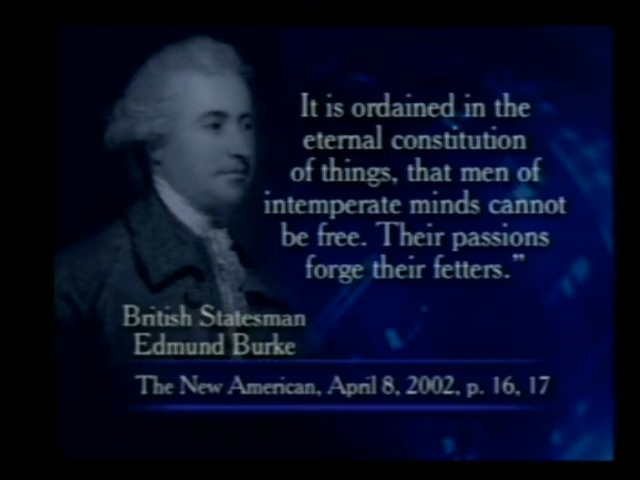 It is ordained in the
eternal constitution
of things, that men of
intemperate minds cannot
be free. Their passions
forge their fetters.”
British Statesman
Edmund Burke
The New American, April 8, 2002, p. 16, 17